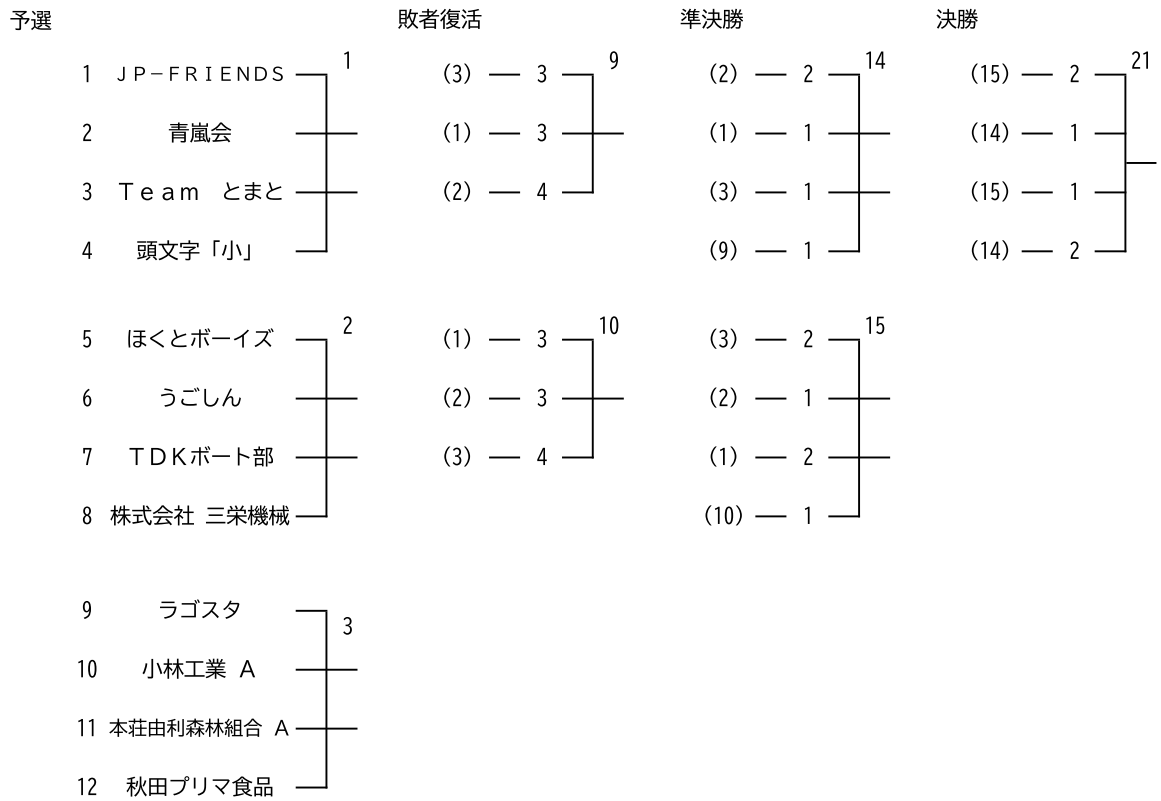 予選 敗者復活 準決勝 決勝
1 ＪＰ－ＦＲＩＥＮＤＳ 1 (3) 3 9 (2) 2 14 (15) 2 21
2 青嵐会 (1) 3 (1) 1 (14) 1
3 Ｔｅａｍ　とまと (2) 4 (3) 1 (15) 1
4 頭文字「小」 (9) 1 (14) 2
5 ほくとボーイズ 2 (1) 3 10 (3) 2 15
6 うごしん (2) 3 (2) 1
7 ＴＤＫボート部 (3) 4 (1) 2
8 株式会社 三栄機械 (10) 1
9 ラゴスタ 3
10 小林工業 Ａ
11 本荘由利森林組合 Ａ
12 秋田プリマ食品